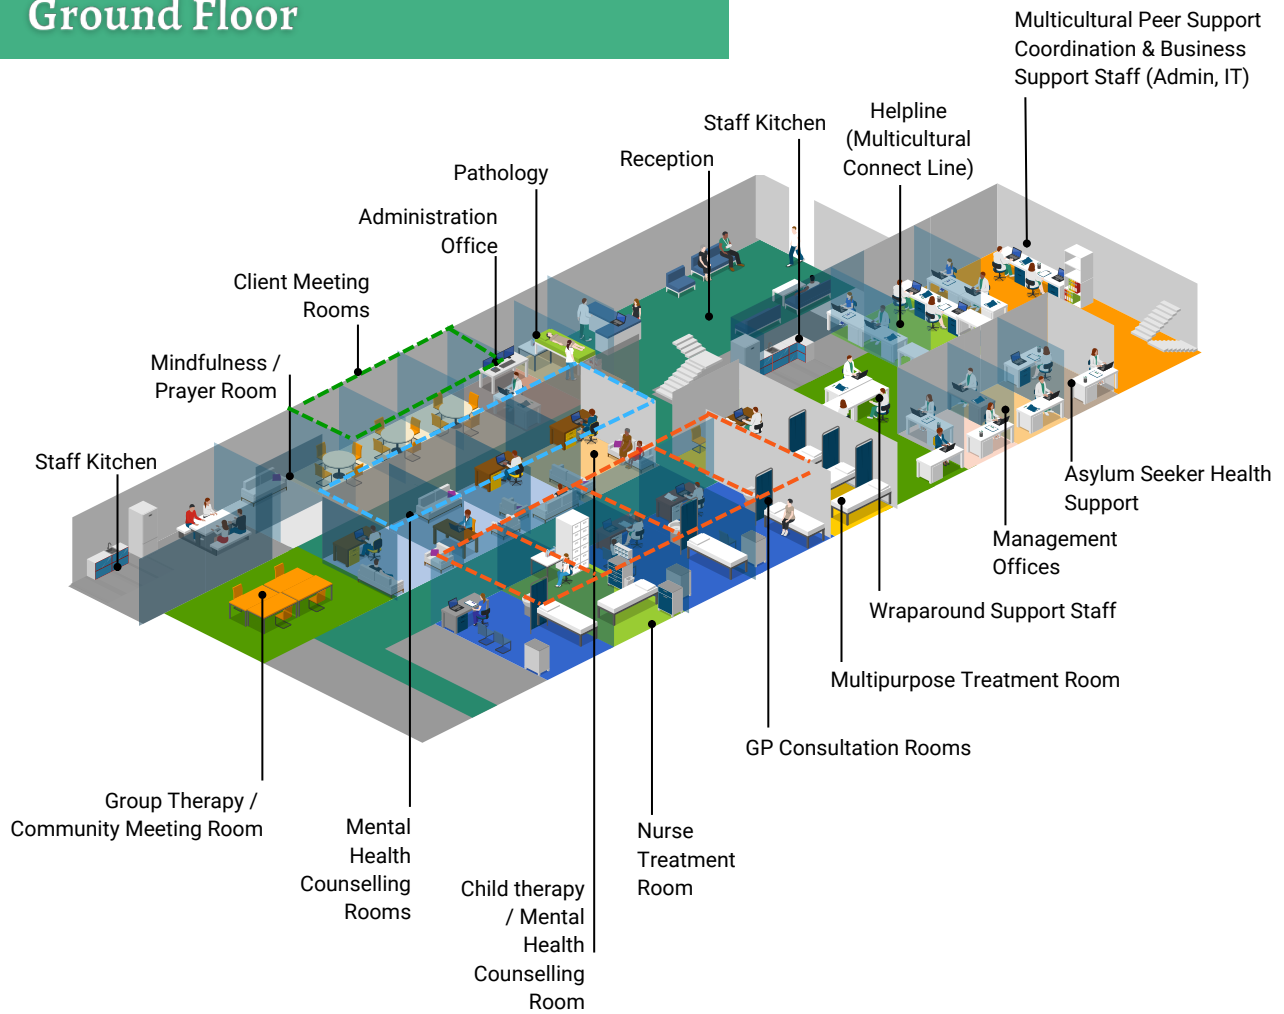 Ground Floor
Multicultural Peer Support
Coordination & Business
Support Staff (Admin, IT)
Helpline
(Multicultural
Connect Line)
Staff Kitchen
Reception
Pathology
Administration
Office
Client Meeting
Rooms
Mindfulness /
Prayer Room
Staff Kitchen
Asylum Seeker Health
Support
Management
Offices
Wraparound Support Staff
Multipurpose Treatment Room
GP Consultation Rooms
Group Therapy /
Community Meeting Room
Mental
Health
Counselling
Rooms
Nurse
Treatment
Room
Child therapy
/ Mental
Health
Counselling
Room